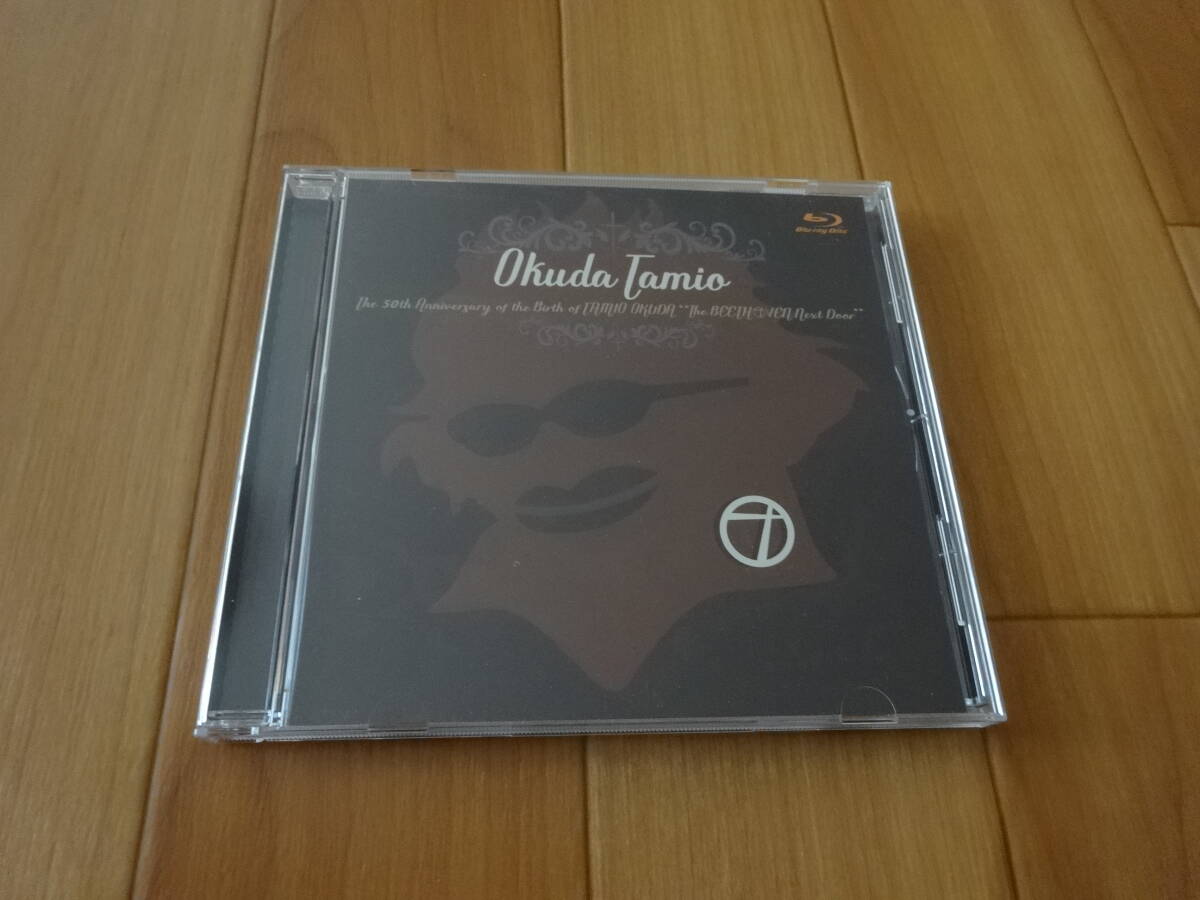 Blu-ray Disc
Okuda Tamio
The 50th Anniversary of the Birth of TAMIO OKUDA "The BEETHOVEN Next Door"